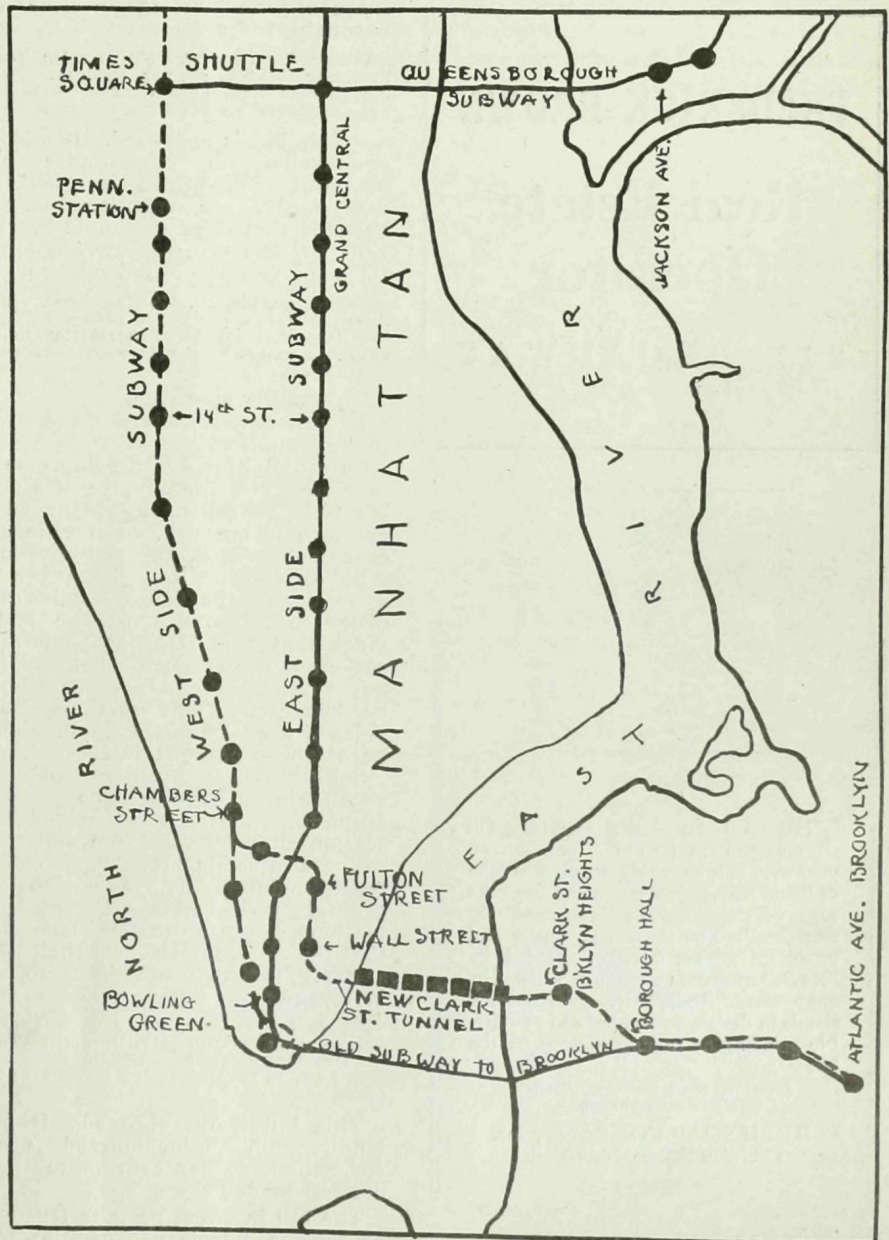 TIMES
SQUARE
SHUTTLE
QUEENSBOROUGH
SUBWAY
PENN.
STATION
GRAND CENTRAL
JACKSON AVE.
MANHATTAN
SUBWAY
SUBWAY
14th ST.
EAST RIVER
WEST SIDE
EAST SIDE
NORTH RIVER
CHAMBERS
STREET
FULTON
STREET
WALL STREET
CLARK ST.
B'KLYN HEIGHTS
BOROUGH HALL
ATLANTIC AVE. BROOKLYN
BOWLING
GREEN.
NEW CLARK
ST. TUNNEL
OLD SUBWAY TO BROOKLYN